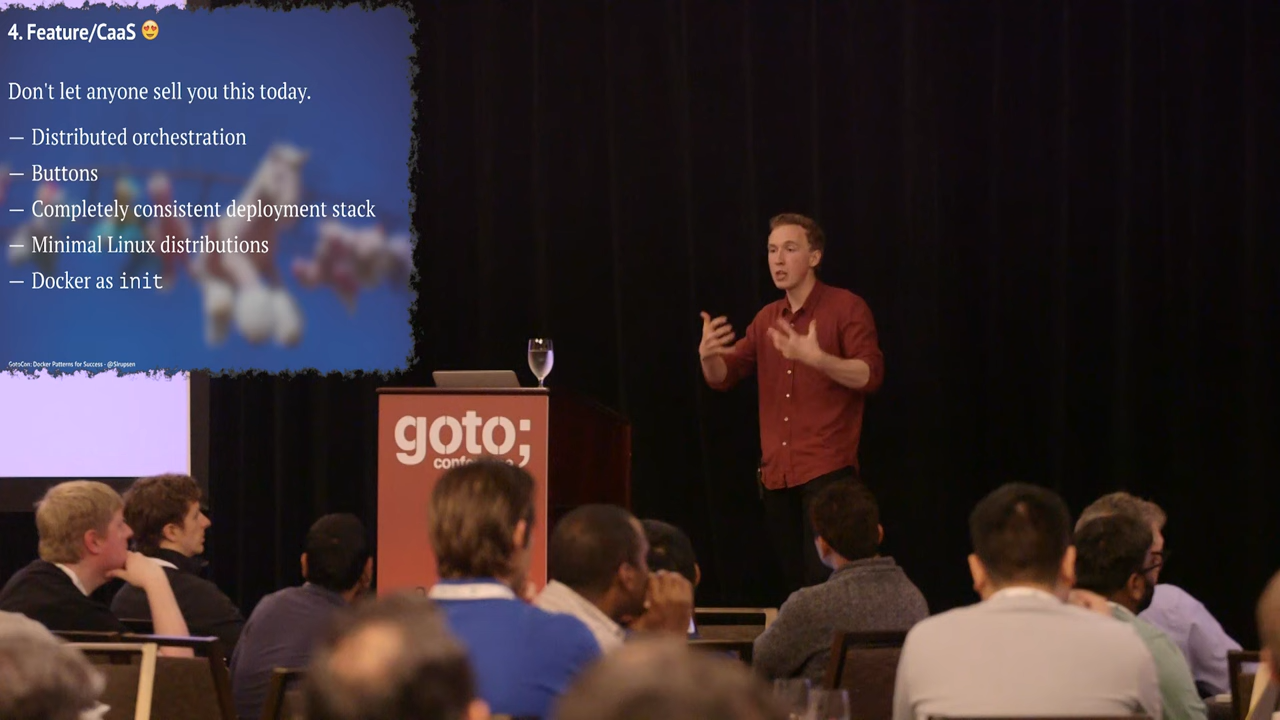 4. Feature/CaaS 😍
Don't let anyone sell you this today.
— Distributed orchestration
— Buttons
— Completely consistent deployment stack
— Minimal Linux distributions
— Docker as init
GotoCon: Docker Patterns for Success - @Sirupsen
goto;